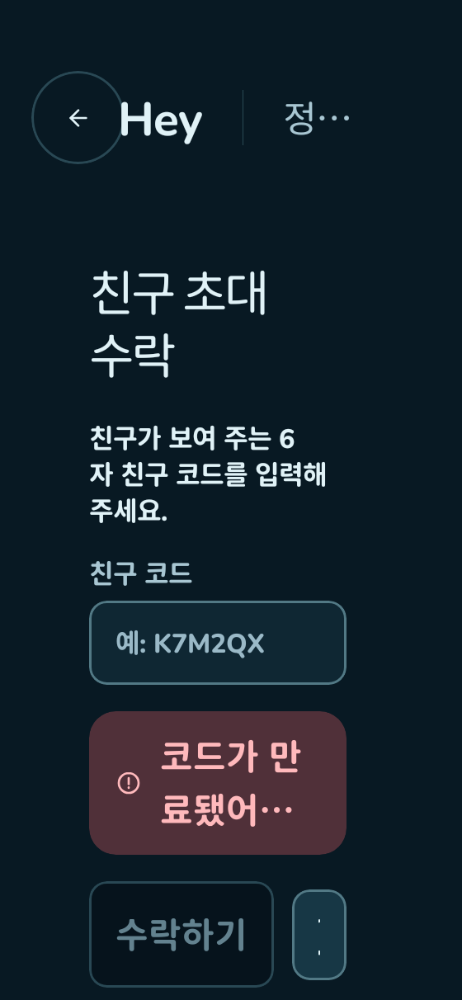 Hey
정…
친구 초대
수락
친구가 보여 주는 6
자 친구 코드를 입력해
주세요.
친구 코드
예: K7M2QX
코드가 만
료됐어…
수락하기